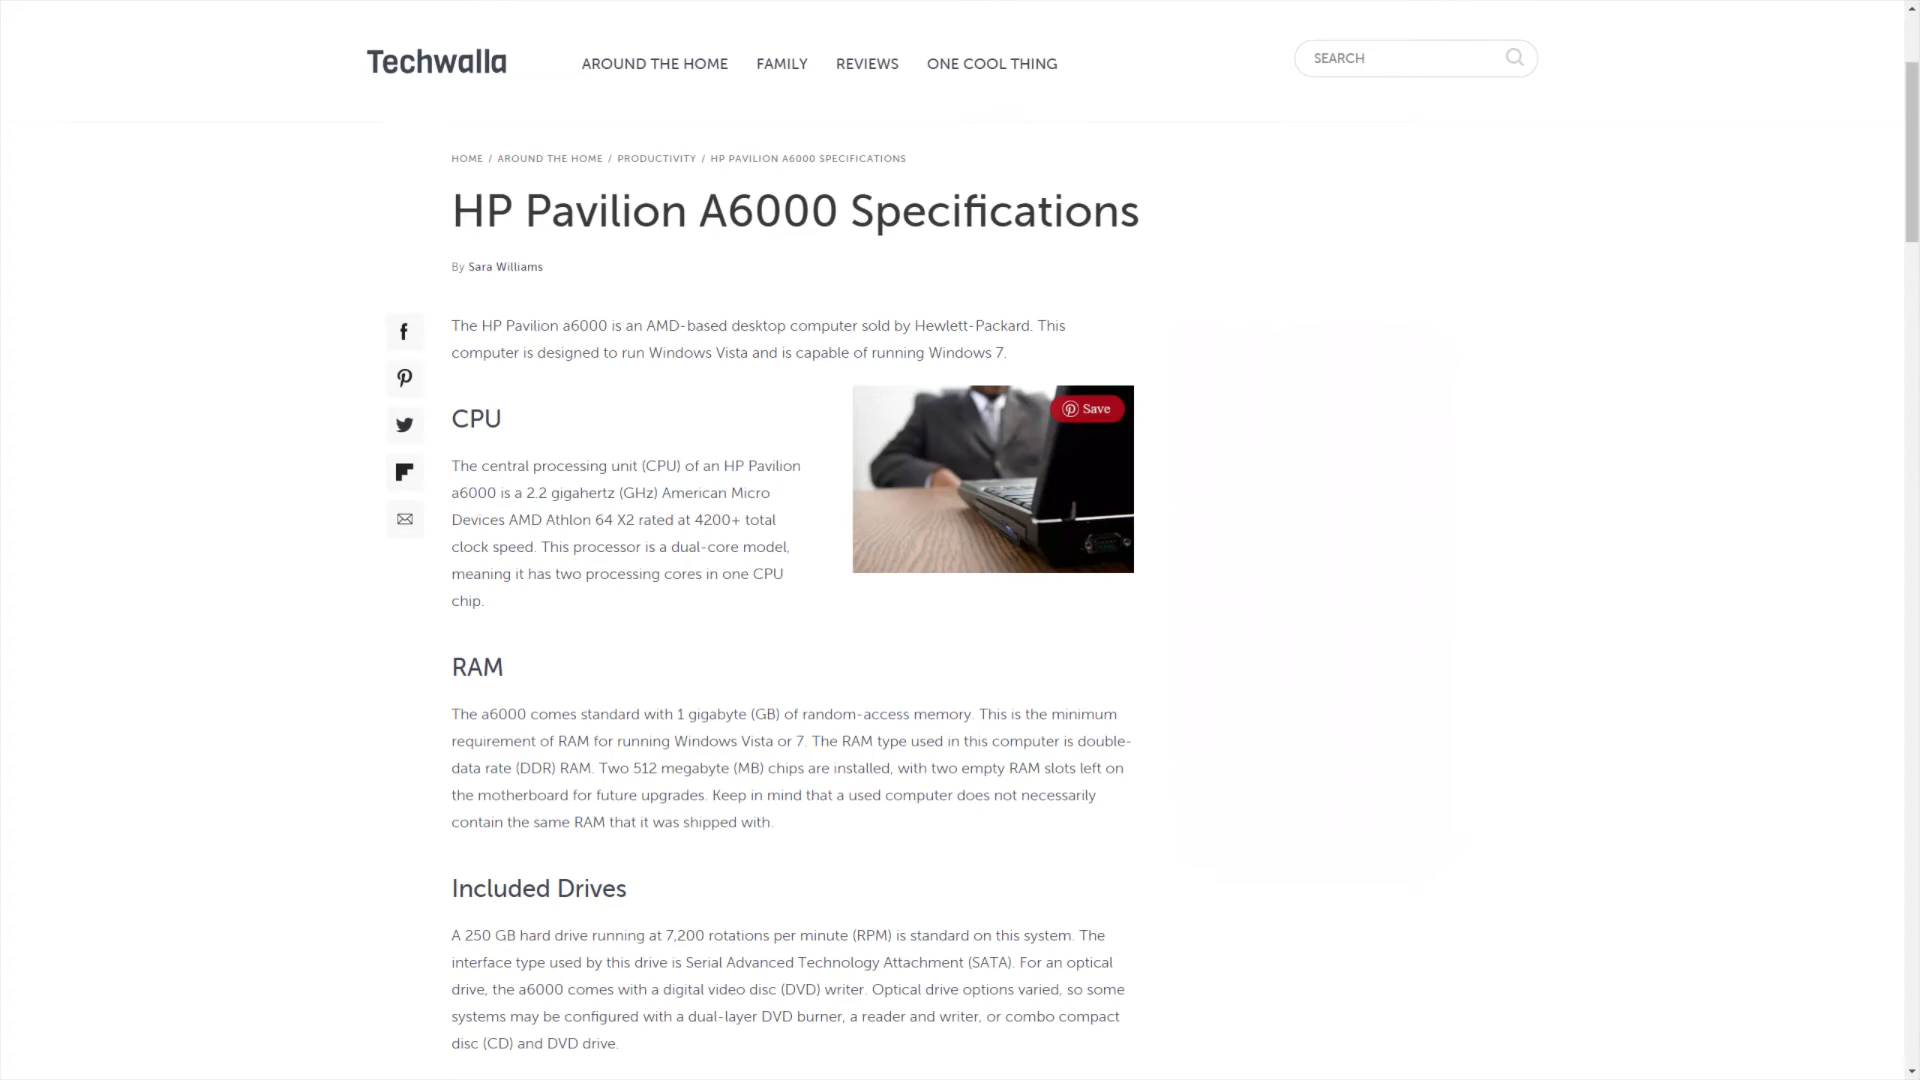 Techwalla
AROUND THE HOME FAMILY REVIEWS ONE COOL THING
SEARCH
HOME / AROUND THE HOME / PRODUCTIVITY / HP PAVILION A6000 SPECIFICATIONS
HP Pavilion A6000 Specifications
By Sara Williams
The HP Pavilion a6000 is an AMD-based desktop computer sold by Hewlett-Packard. This
computer is designed to run Windows Vista and is capable of running Windows 7.
Save
CPU
The central processing unit (CPU) of an HP Pavilion
a6000 is a 2.2 gigahertz (GHz) American Micro
Devices AMD Athlon 64 X2 rated at 4200+ total
clock speed. This processor is a dual-core model,
meaning it has two processing cores in one CPU
chip.
RAM
The a6000 comes standard with 1 gigabyte (GB) of random-access memory. This is the minimum
requirement of RAM for running Windows Vista or 7. The RAM type used in this computer is double-
data rate (DDR) RAM. Two 512 megabyte (MB) chips are installed, with two empty RAM slots left on
the motherboard for future upgrades. Keep in mind that a used computer does not necessarily
contain the same RAM that it was shipped with.
Included Drives
A 250 GB hard drive running at 7,200 rotations per minute (RPM) is standard on this system. The
interface type used by this drive is Serial Advanced Technology Attachment (SATA). For an optical
drive, the a6000 comes with a digital video disc (DVD) writer. Optical drive options varied, so some
systems may be configured with a dual-layer DVD burner, a reader and writer, or combo compact
disc (CD) and DVD drive.